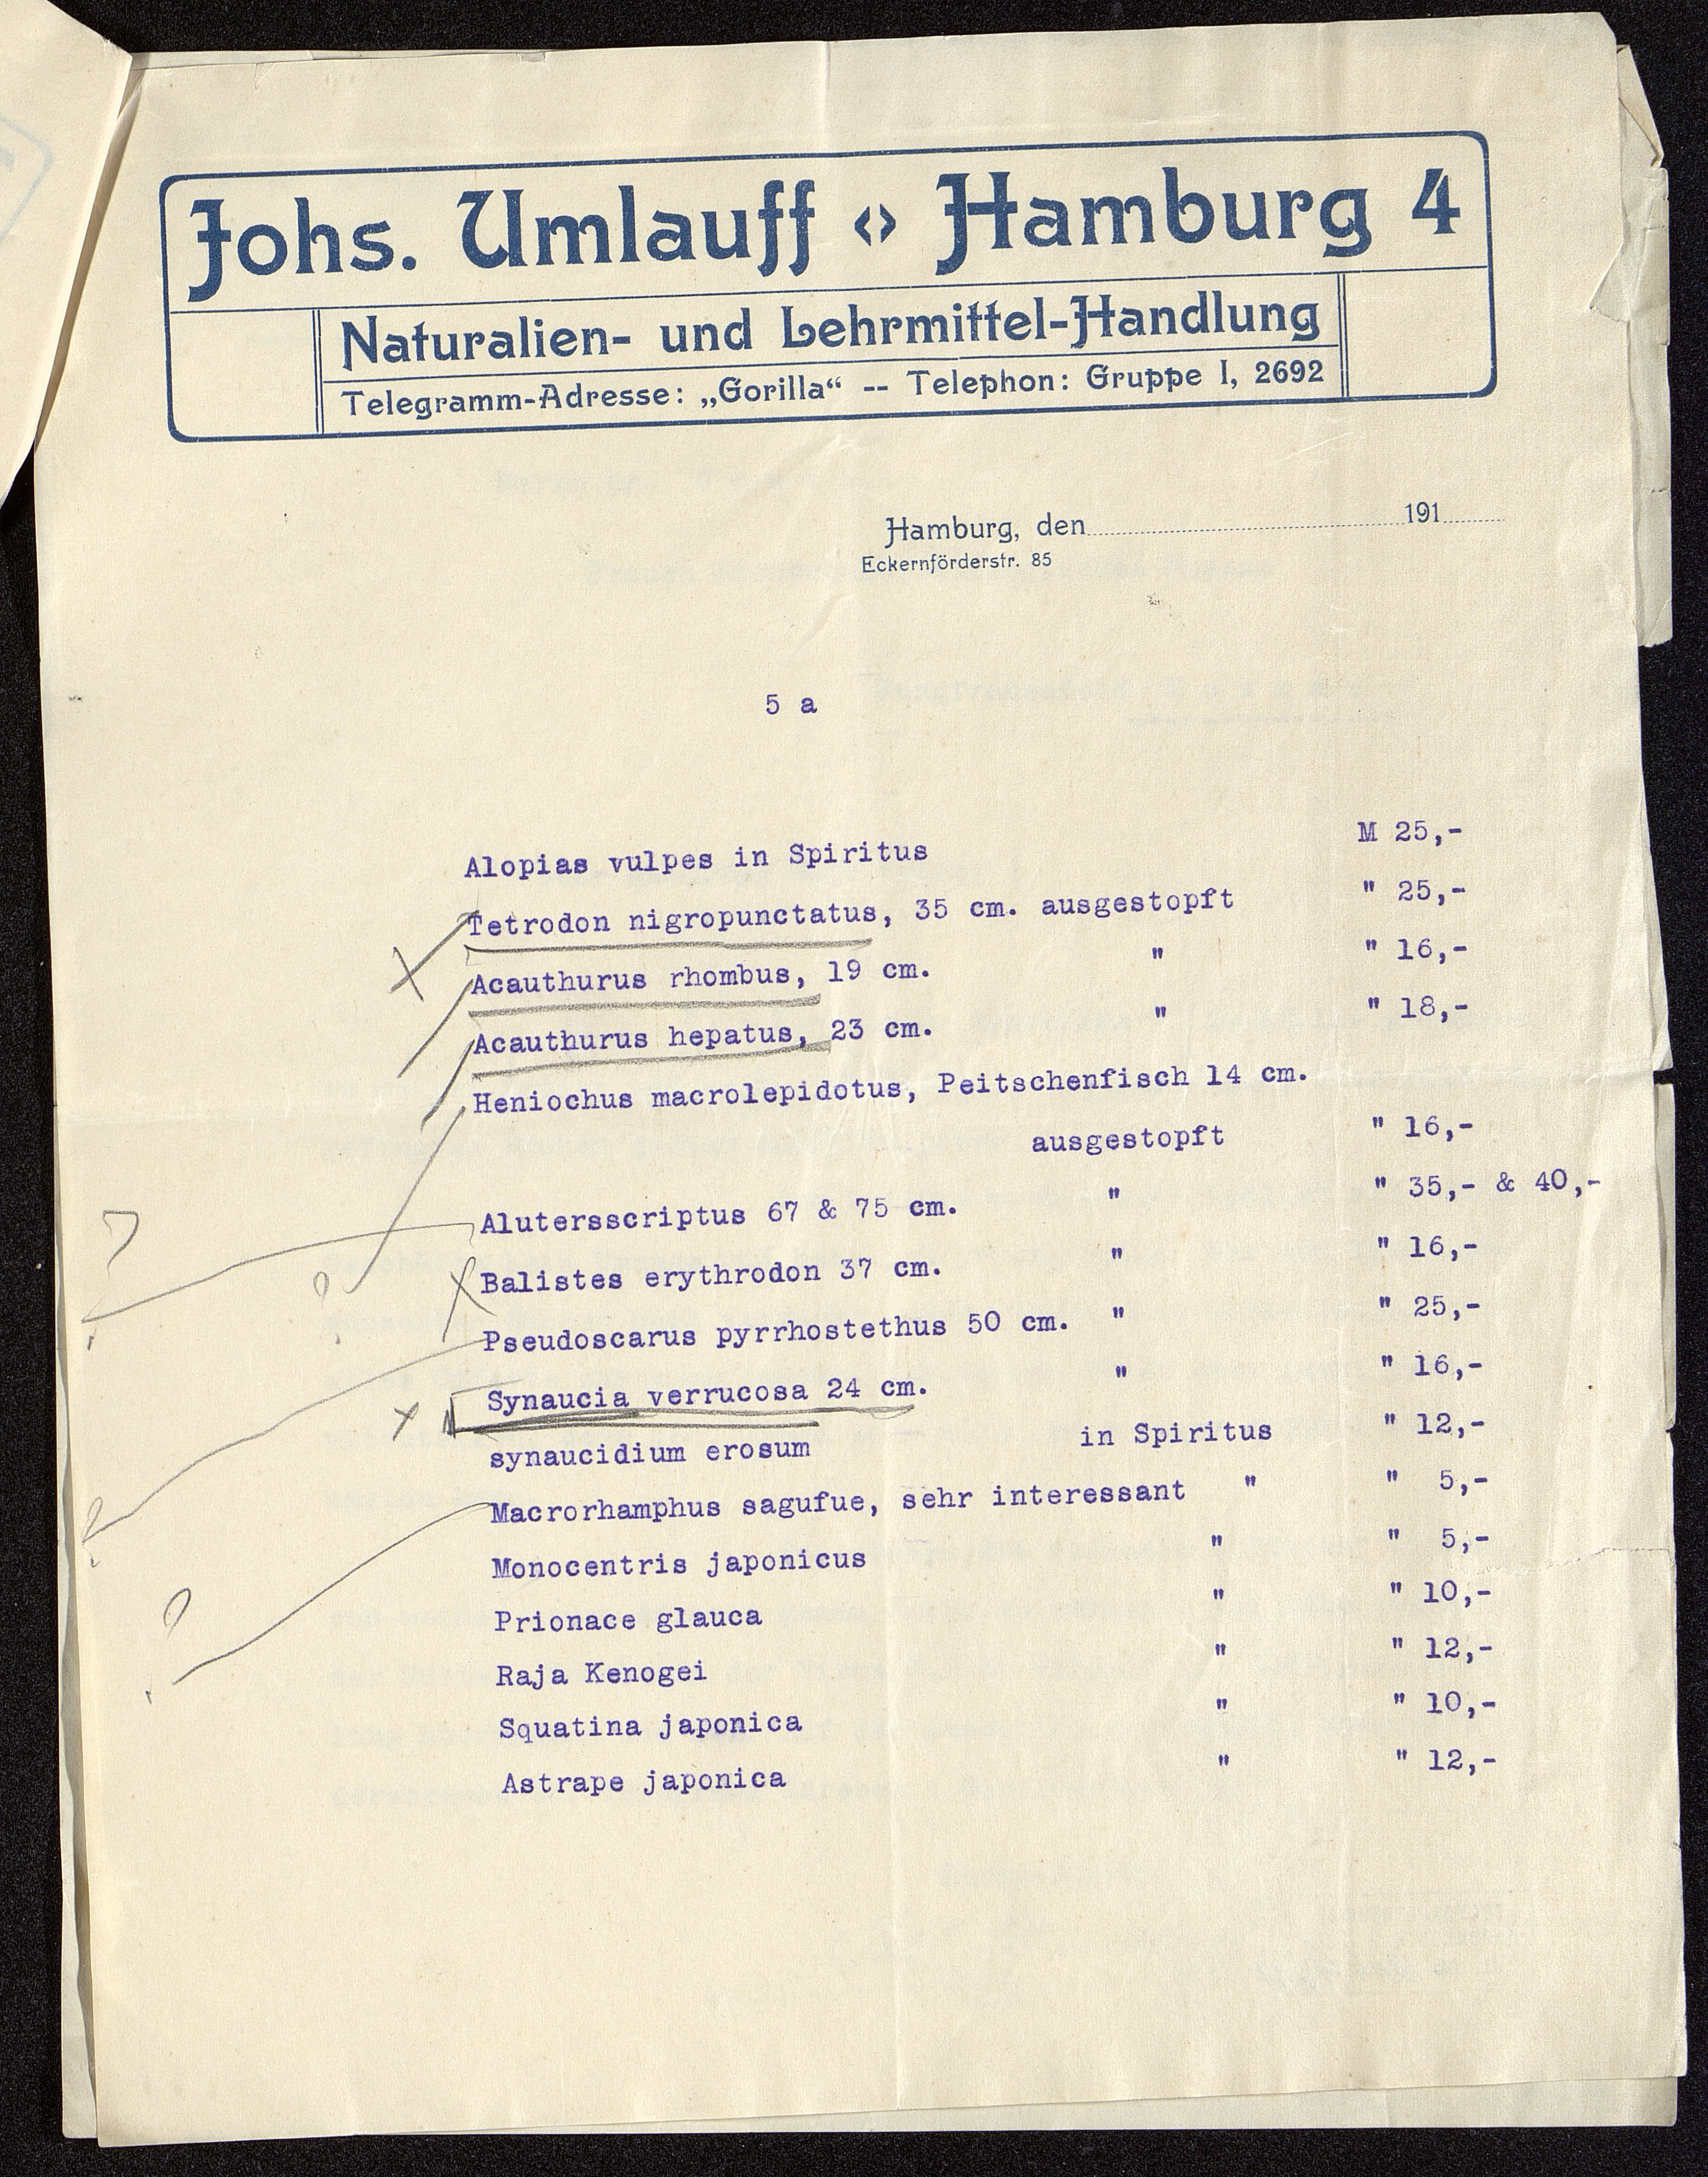 Johs. Umlauff <> Hamburg 4
Naturalien- und Lehrmittel-Handlung
Telegramm-Adresse: „Gorilla“ -- Telephon: Gruppe I, 2692
Hamburg, den 191
Eckernförderstr. 85
5 a
Alopias vulpes in Spiritus M 25,-
Tetrodon nigropunctatus, 35 cm. ausgestopft " 25,-
Acauthurus rhombus, 19 cm. " " 16,-
Acauthurus hepatus, 23 cm. " " 18,-
Heniochus macrolepidotus, Peitschenfisch 14 cm.
ausgestopft " 16,-
Alutersscriptus 67 & 75 cm. " " 35,- & 40,-
Balistes erythrodon 37 cm. " " 16,-
Pseudoscarus pyrrhostethus 50 cm. " " 25,-
Synaucia verrucosa 24 cm. " " 16,-
synaucidium erosum in Spiritus " 12,-
Macrorhamphus sagufue, sehr interessant " " 5,-
Monocentris japonicus " " 5,-
Prionace glauca " " 10,-
Raja Kenogei " " 12,-
Squatina japonica " " 10,-
Astrape japonica " " 12,-